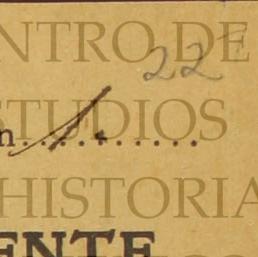 NTRO DE
22
STUDIOS
n. 1. ..........
HISTORIA
ENTE